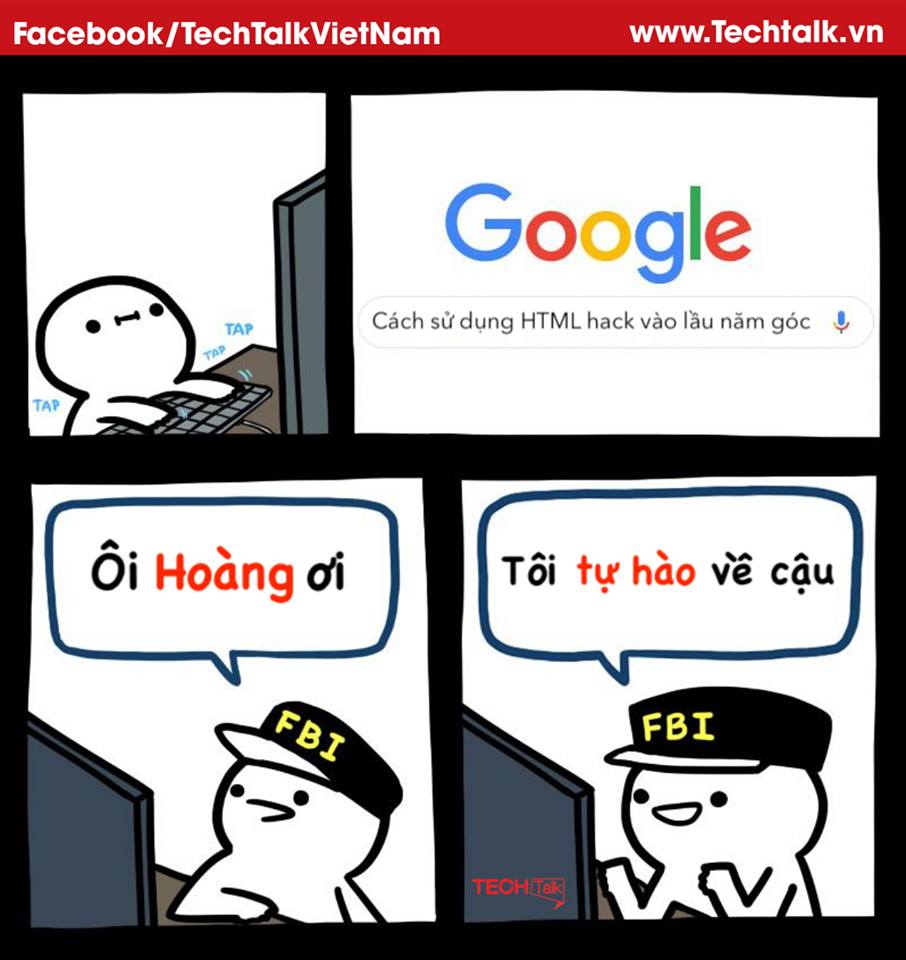 Facebook/TechTalkVietNam
www.Techtalk.vn
TAP
TAP
TAP
Google
Cách sử dụng HTML hack vào lầu năm góc
Ôi Hoàng ơi
Tôi tự hào về cậu
FBI
FBI
TECHTalk